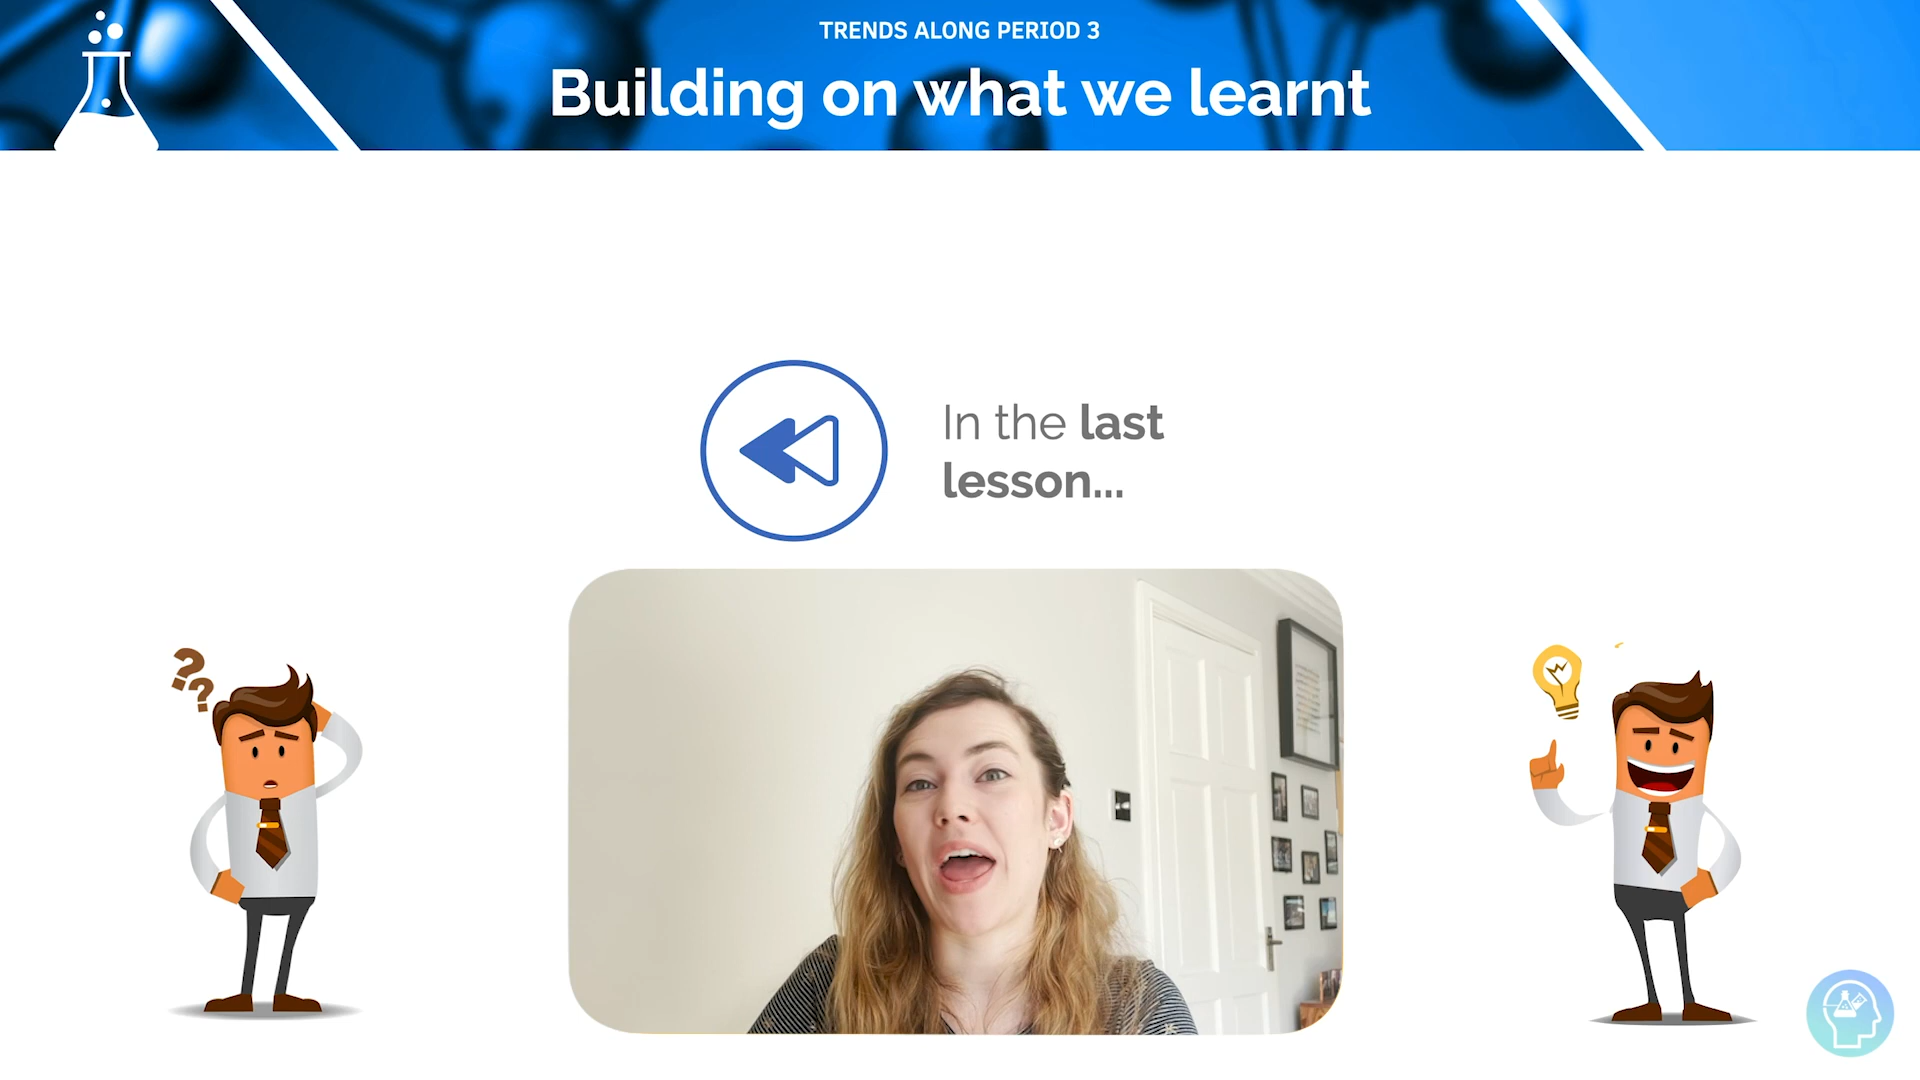 TRENDS ALONG PERIOD 3
Building on what we learnt
In the last
lesson...
??